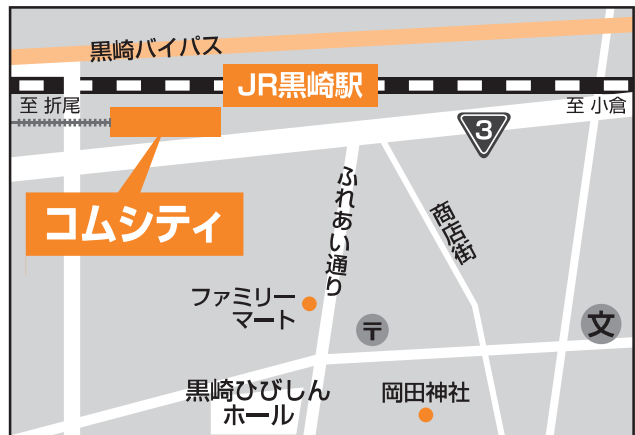 黒崎バイパス
JR黒崎駅
至 折尾
至 小倉
3
コムシティ
ふれあい通り
商店街
ファミリー
マート
〒
文
黒崎ひびしん
ホール
岡田神社